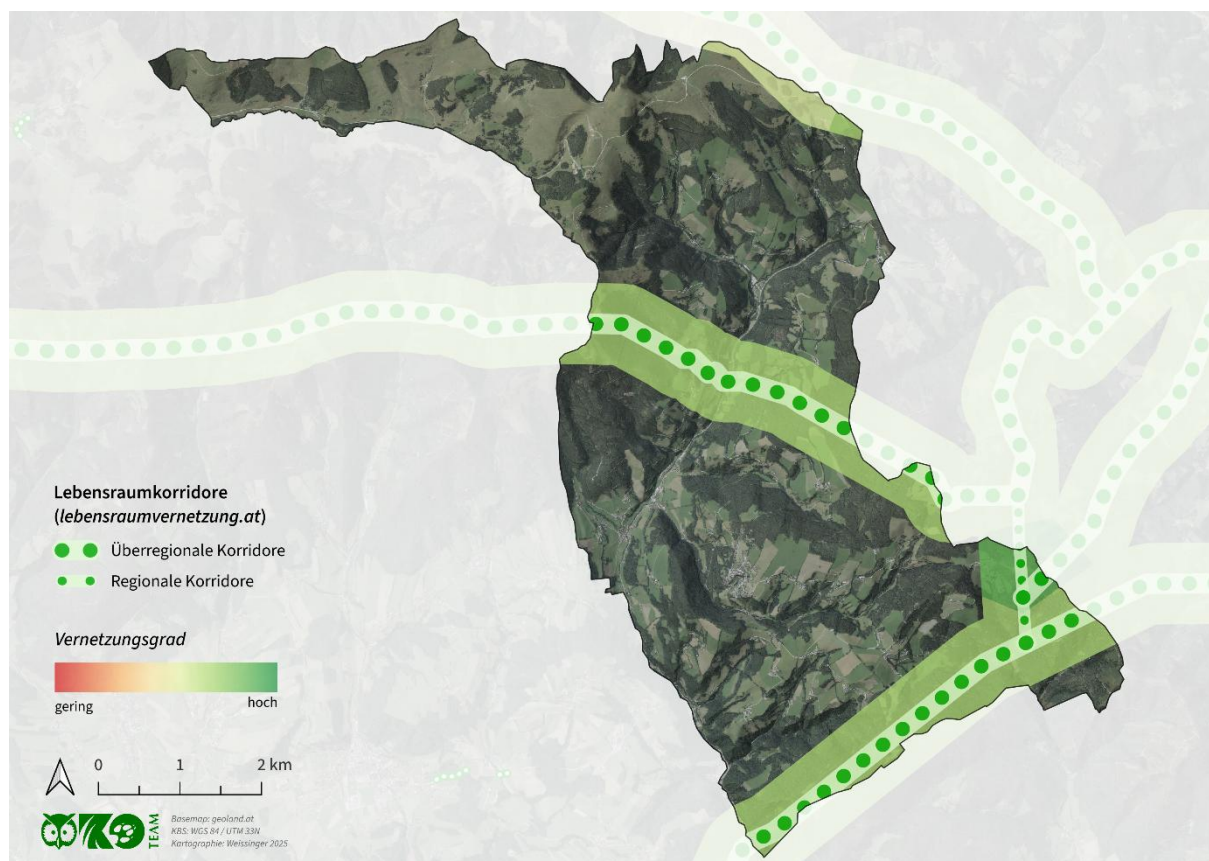 Lebensraumkorridore
(lebensraumvernetzung.at)
Überregionale Korridore
Regionale Korridore
Vernetzungsgrad
gering hoch
0 1 2 km
ÖKO
TEAM
Basemap: geoland.at
KBS: WGS 84 / UTM 33N
Kartographie: Weissinger 2025